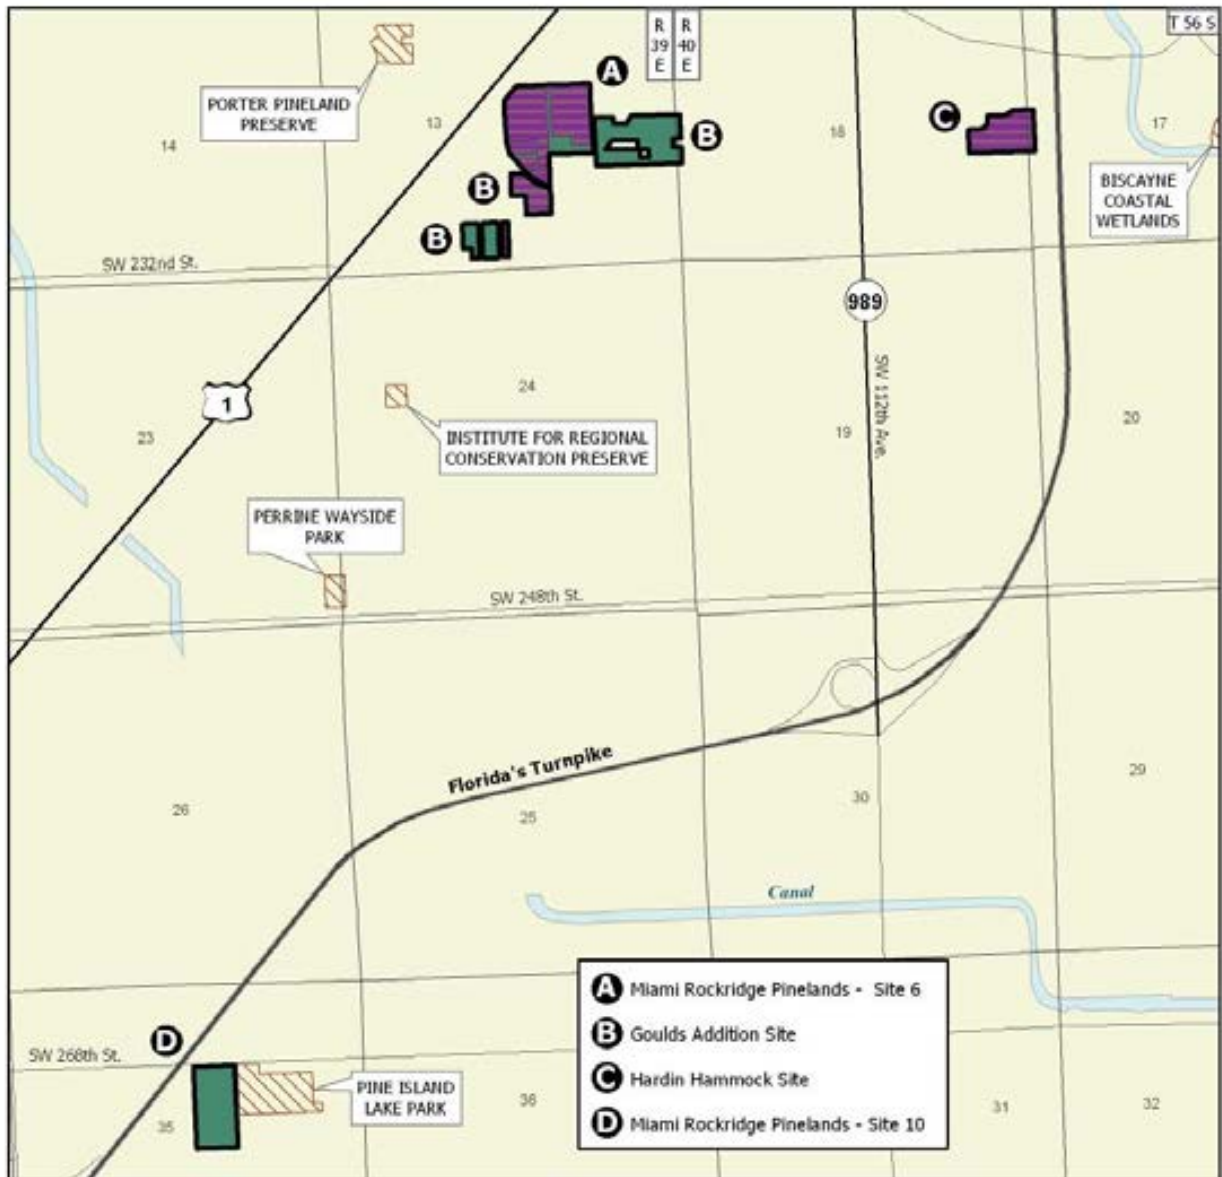 T 56 S
R
39
E
R
40
E
A
PORTER PINELAND
PRESERVE
13
14
B
18
C
17
B
BISCAYNE
COASTAL
WETLANDS
B
SW 232nd St.
989
SW 112th Ave.
1
24
23
19
20
INSTITUTE FOR REGIONAL
CONSERVATION PRESERVE
PERRINE WAYSIDE
PARK
SW 248th St.
Florida's Turnpike
26
25
30
29
Canal
A Miami Rockridge Pinelands - Site 6
B Goulds Addition Site
C Hardin Hammock Site
D Miami Rockridge Pinelands - Site 10
D
SW 268th St.
PINE ISLAND
LAKE PARK
35
36
31
32